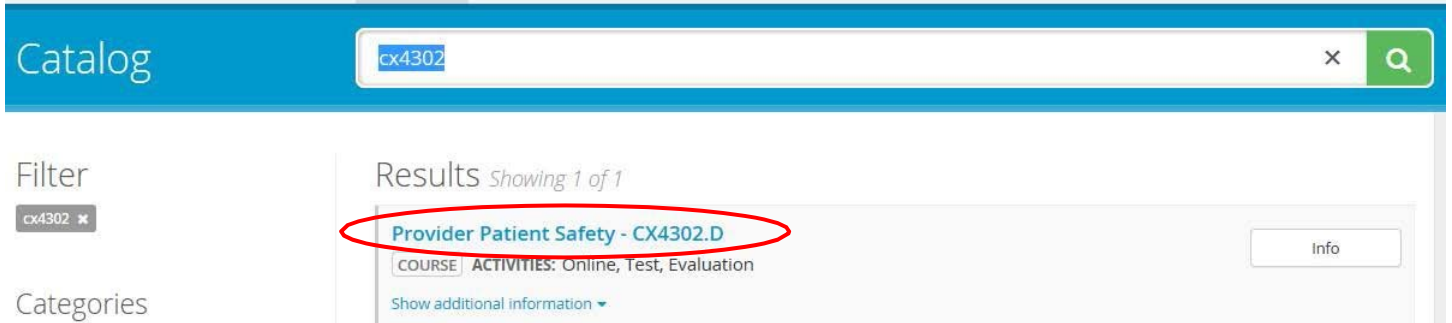 Catalog
cx4302 ×
Filter
cx4302 ×
Categories
Results Showing 1 of 1
Provider Patient Safety - CX4302.D
COURSE ACTIVITIES: Online, Test, Evaluation
Show additional information
Info